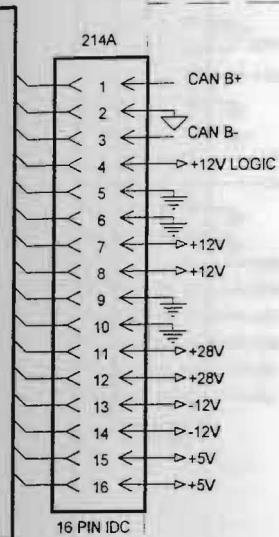 214A
1 CAN B+
2
3 CAN B-
4 +12V LOGIC
5
6
7 +12V
8 +12V
9
10
11 +28V
12 +28V
13 -12V
14 -12V
15 +5V
16 +5V
16 PIN IDC